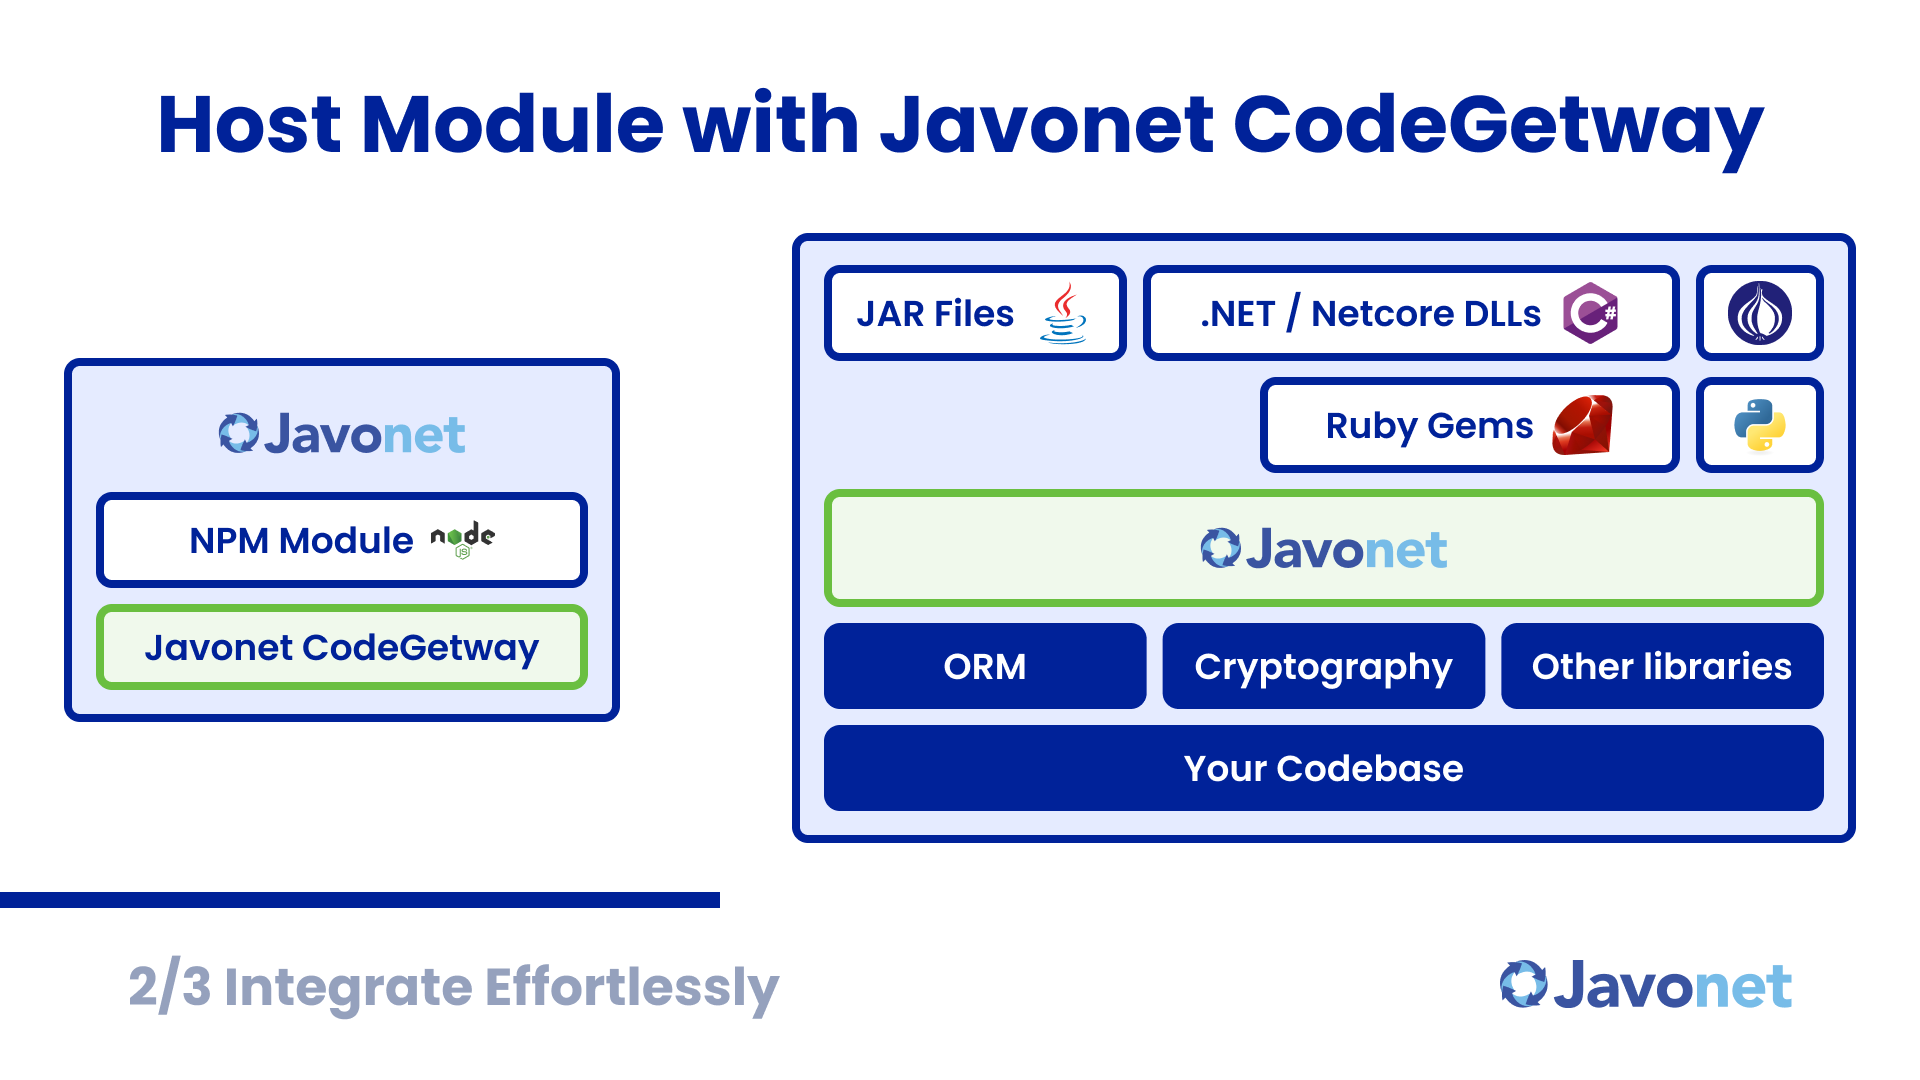 Host Module with Javonet CodeGetway
Javonet
NPM Module node JS
Javonet CodeGetway
JAR Files
.NET / Netcore DLLs C#
Ruby Gems
Javonet
ORM
Cryptography
Other libraries
Your Codebase
2/3 Integrate Effortlessly
Javonet